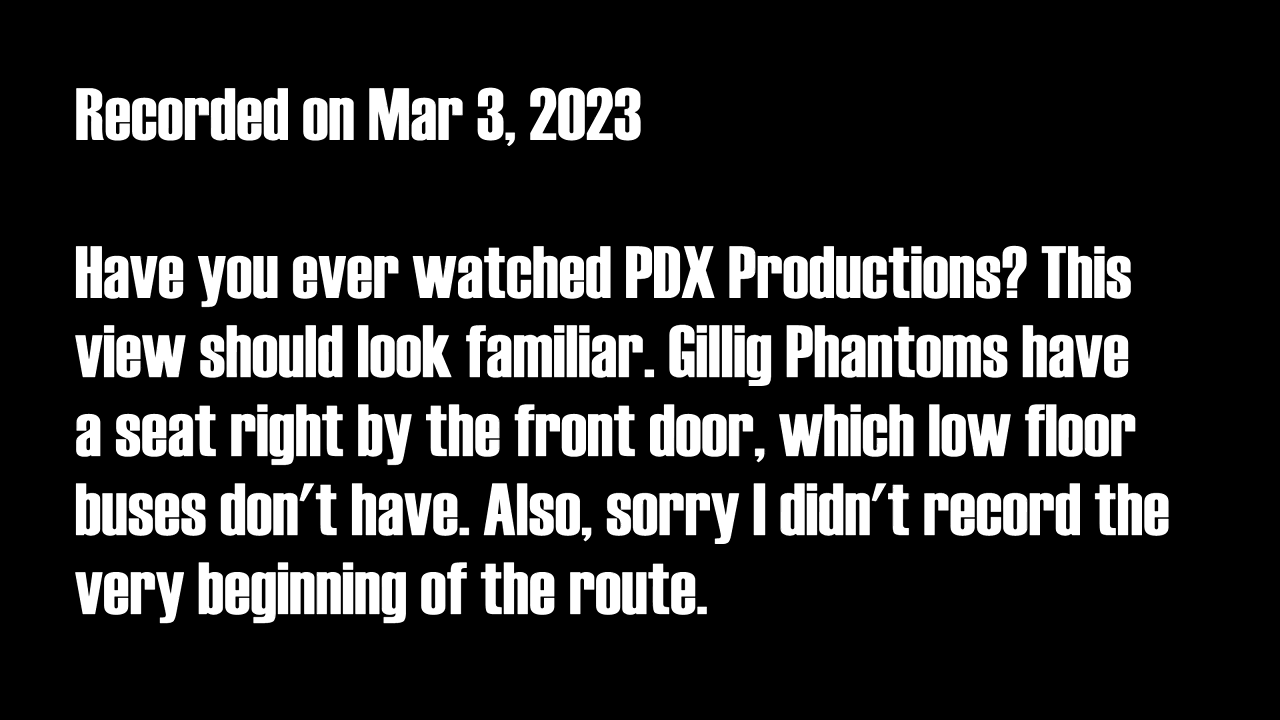 Recorded on Mar 3, 2023
Have you ever watched PDX Productions? This
view should look familiar. Gillig Phantoms have
a seat right by the front door, which low floor
buses don't have. Also, sorry I didn't record the
very beginning of the route.